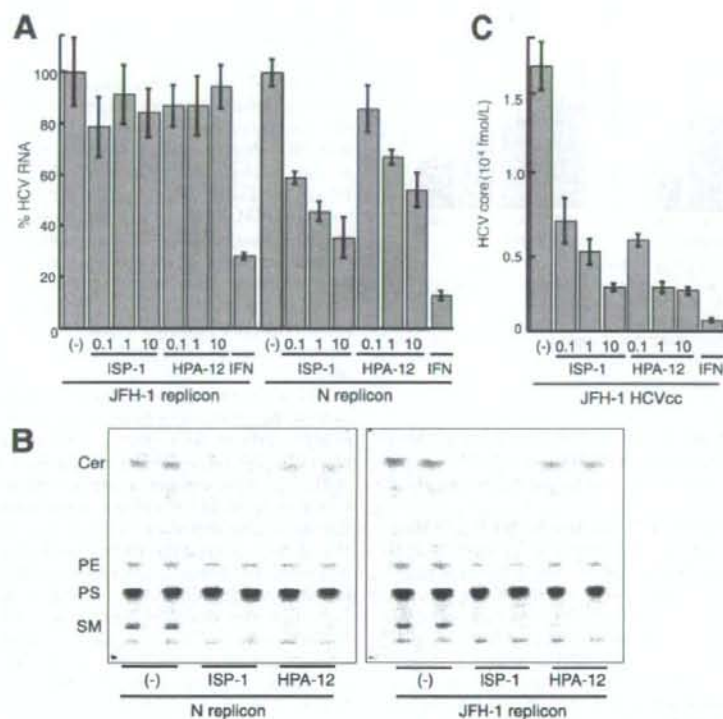 A
% HCV RNA
100
80
60
40
20
0
(-) 0.1 1 10 0.1 1 10 (-) 0.1 1 10 0.1 1 10
ISP-1 HPA-12 IFN ISP-1 HPA-12 IFN
JFH-1 replicon N replicon
C
HCV core (10⁴ fmol/L)
1.5
0.5
1.0
0
(-) 0.1 1 10 0.1 1 10
ISP-1 HPA-12 IFN
JFH-1 HCVcc
B
Cer
PE
PS
SM
(-) ISP-1 HPA-12 (-) ISP-1 HPA-12
N replicon JFH-1 replicon